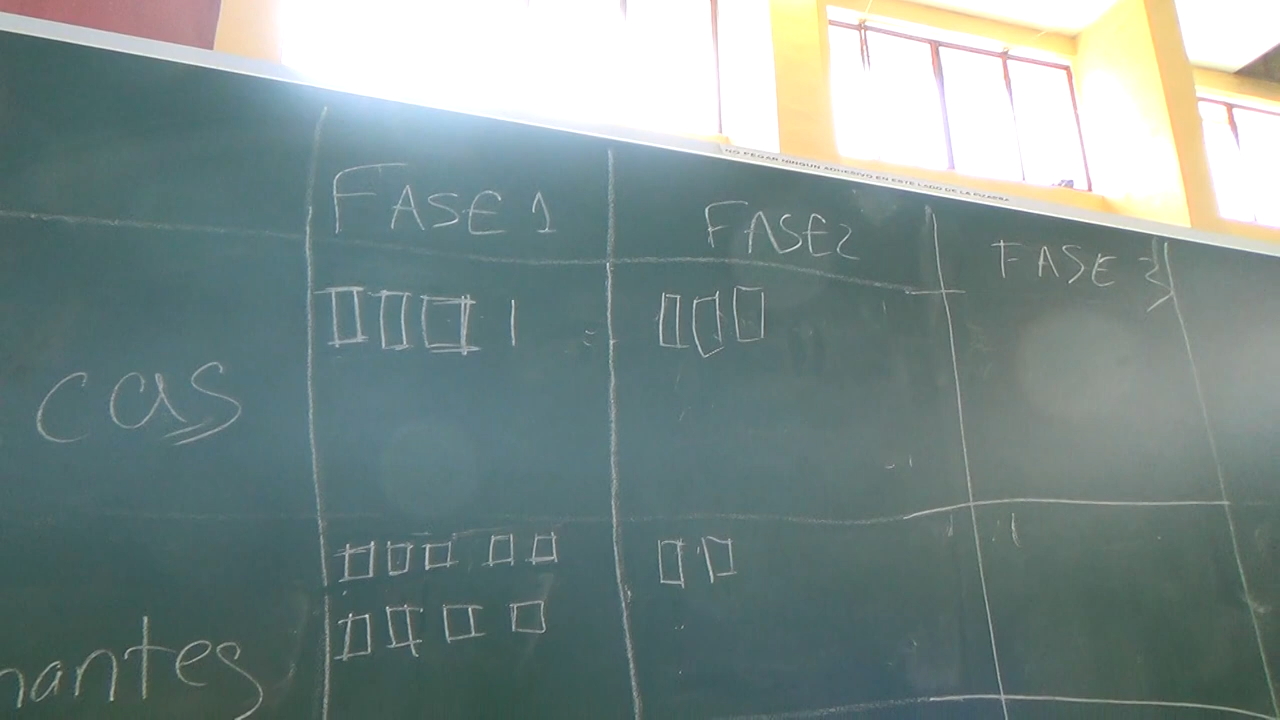 NO PEGAR NINGUN ADHESIVO EN ESTE LADO DE LA PIZARRA
FASE 1 FASE 2 FASE 3
cas
nantes